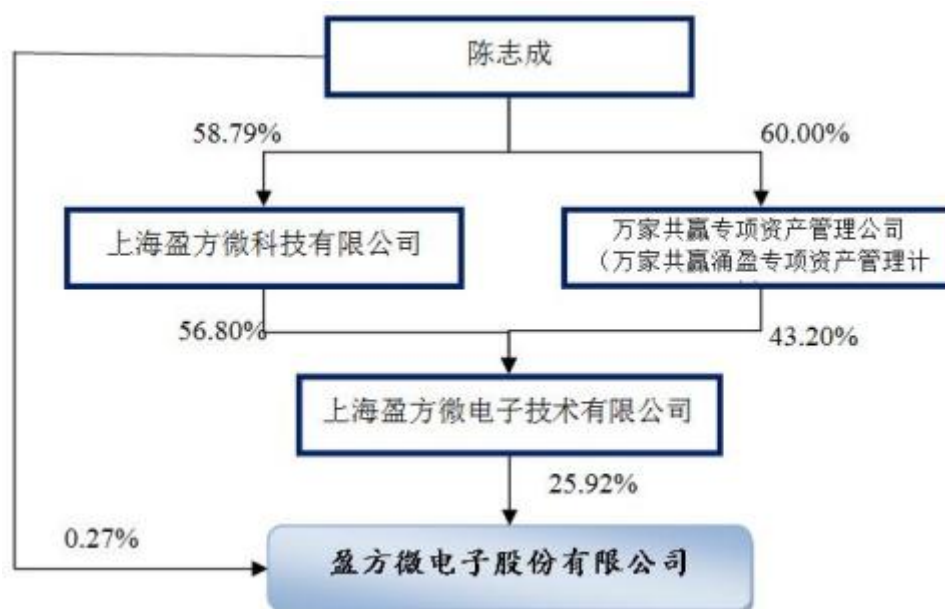 陈志成
58.79%
60.00%
上海盈方微科技有限公司
万家共赢专项资产管理公司
（万家共赢涌盈专项资产管理计
56.80%
43.20%
上海盈方微电子技术有限公司
25.92%
0.27%
盈方微电子股份有限公司